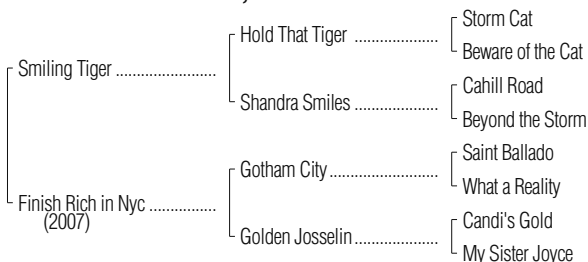 Storm Cat
Hold That Tiger ..................
Beware of the Cat
Smiling Tiger ......................
Cahill Road
Shandra Smiles ...................
Beyond the Storm
Saint Ballado
Gotham City.......................
What a Reality
Finish Rich in Nyc ...............
(2007)
Candi's Gold
Golden Josselin ..................
My Sister Joyce